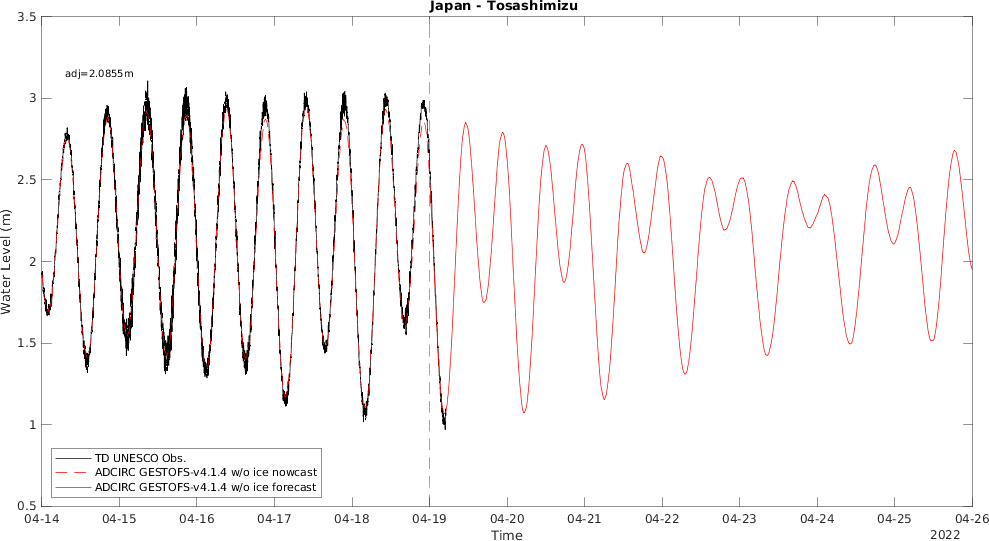 Japan - Tosashimizu
adj=2.0855m
3.5
3
2.5
2
1.5
1
0.5
Water Level (m)
TD UNESCO Obs.
ADCIRC GESTOFS-v4.1.4 w/o ice nowcast
ADCIRC GESTOFS-v4.1.4 w/o ice forecast
04-14 04-15 04-16 04-17 04-18 04-19 04-20 04-21 04-22 04-23 04-24 04-25 04-26
Time
2022